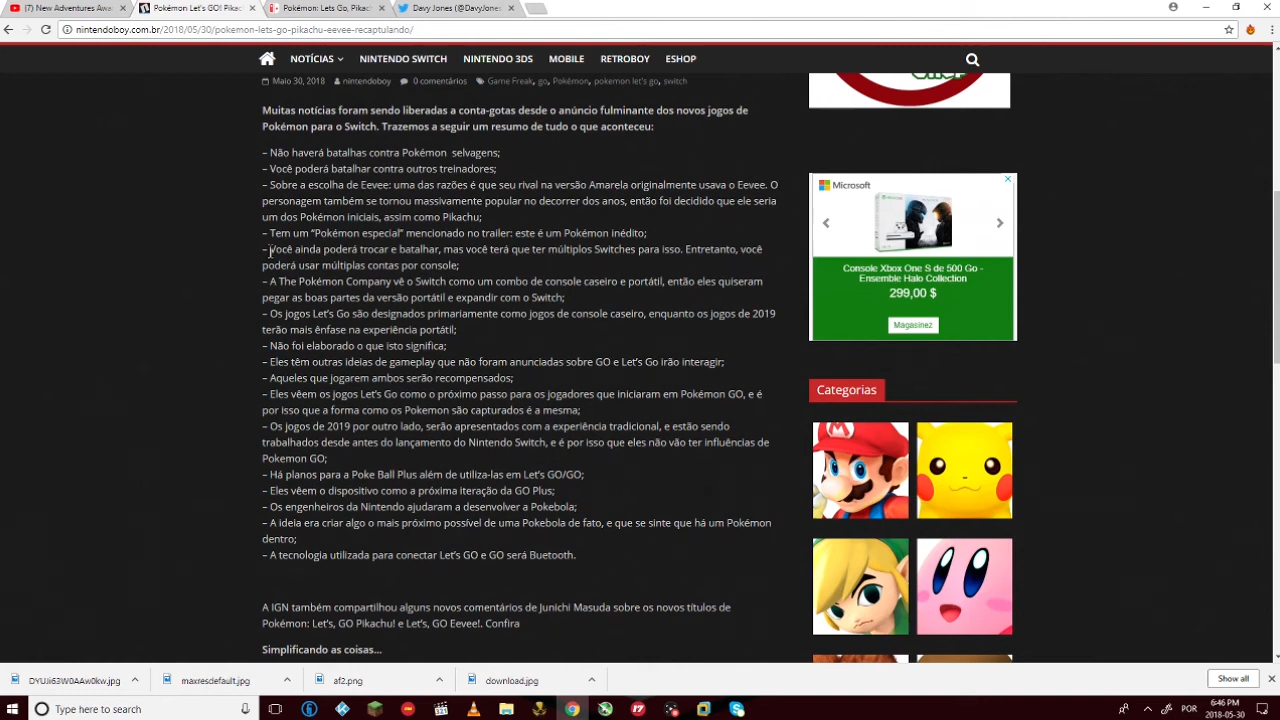 (7) New Adventures Awa
Pokémon Let's GO! Pikachu
Pokémon: Lets Go, Pikach
Davy Jones (@DavyJones
nintendoboy.com.br/2018/05/30/pokemon-lets-go-pikachu-eevee-recaptulando/
NOTÍCIAS NINTENDO SWITCH NINTENDO 3DS MOBILE RETROBOY ESHOP
Maio 30, 2018 nintendoboy 0 comentários Game Freak, go, Pokémon, pokemon let's go, switch
Muitas notícias foram sendo liberadas a conta-gotas desde o anúncio fulminante dos novos jogos de
Pokémon para o Switch. Trazemos a seguir um resumo de tudo o que aconteceu:
– Não haverá batalhas contra Pokémon selvagens;
– Você poderá batalhar contra outros treinadores;
– Sobre a escolha de Eevee: uma das razões é que seu rival na versão Amarela originalmente usava o Eevee. O
personagem também se tornou massivamente popular no decorrer dos anos, então foi decidido que ele seria
um dos Pokémon iniciais, assim como Pikachu;
– Tem um “Pokémon especial” mencionado no trailer: este é um Pokémon inédito;
– Você ainda poderá trocar e batalhar, mas você terá que ter múltiplos Switches para isso. Entretanto, você
poderá usar múltiplas contas por console;
– A The Pokémon Company vê o Switch como um combo de console caseiro e portátil, então eles quiseram
pegar as boas partes da versão portátil e expandir com o Switch;
– Os jogos Let’s Go são designados primariamente como jogos de console caseiro, enquanto os jogos de 2019
terão mais ênfase na experiência portátil;
– Não foi elaborado o que isto significa;
– Eles têm outras ideias de gameplay que não foram anunciadas sobre GO e Let’s Go irão interagir;
– Aqueles que jogarem ambos serão recompensados;
– Eles vêem os jogos Let’s Go como o próximo passo para os jogadores que iniciaram em Pokémon GO, e é
por isso que a forma como os Pokemon são capturados é a mesma;
– Os jogos de 2019 por outro lado, serão apresentados com a experiência tradicional, e estão sendo
trabalhados desde antes do lançamento do Nintendo Switch, e é por isso que eles não vão ter influências de
Pokemon GO;
– Há planos para a Poke Ball Plus além de utiliza-las em Let’s GO/GO;
– Eles vêem o dispositivo como a próxima iteração da GO Plus;
– Os engenheiros da Nintendo ajudaram a desenvolver a Pokebola;
– A ideia era criar algo o mais próximo possível de uma Pokebola de fato, e que se sinte que há um Pokémon
dentro;
– A tecnologia utilizada para conectar Let’s GO e GO será Buetooth.
A IGN também compartilhou alguns novos comentários de Junichi Masuda sobre os novos títulos de
Pokémon: Let’s, GO Pikachu! e Let’s, GO Eevee!. Confira
Simplificando as coisas…
Microsoft
Console Xbox One S de 500 Go -
Ensemble Halo Collection
299,00 $
Magasinez
Categorias
DYUJi63W0AAw0kw.jpg maxresdefault.jpg af2.png download.jpg Show all
Type here to search
POR
6:46 PM
2018-05-30